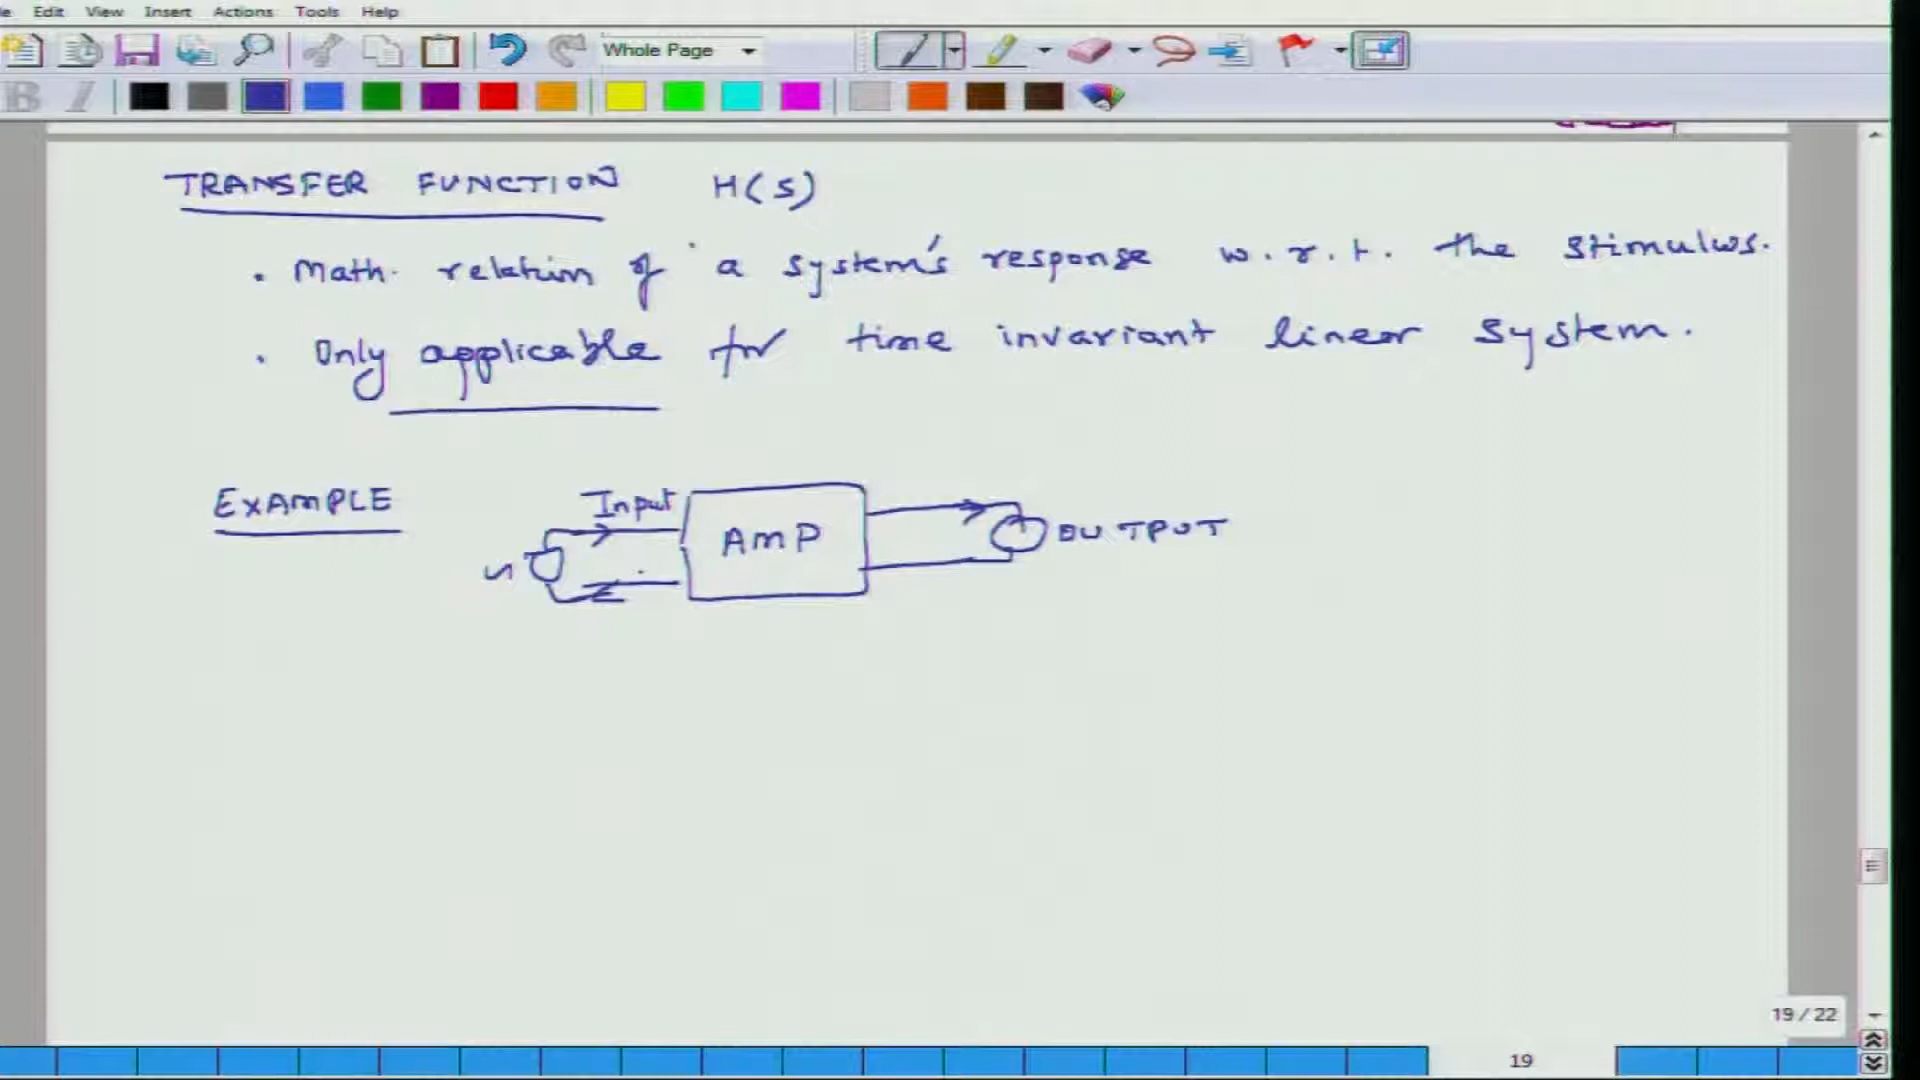 Edit View Insert Actions Tools Help
Whole Page
B I
TRANSFER FUNCTION H(S)
. Math. relation of a system's response w.r.t. the stimulus.
. Only applicable for time invariant linear system.
EXAMPLE
Input
AMP
OUTPUT
19 / 22
19